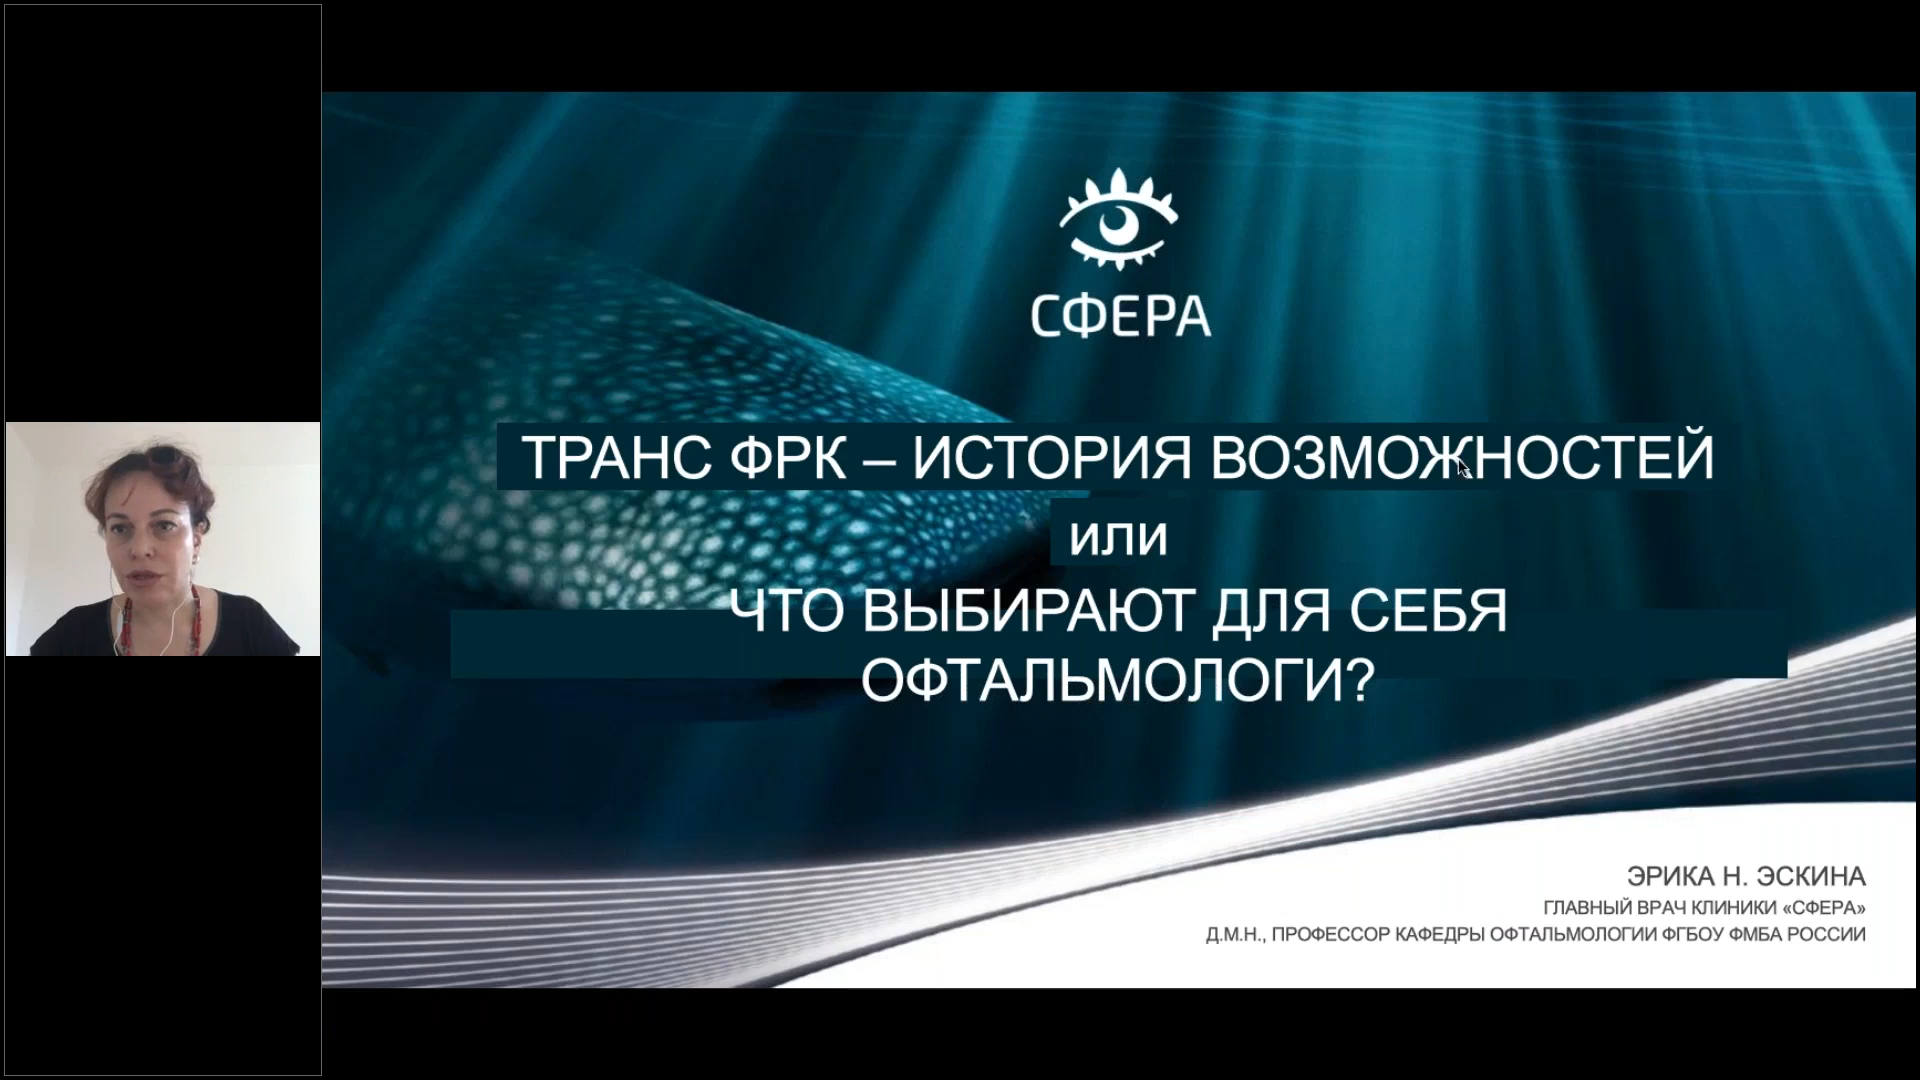 СФЕРА
ТРАНС ФРК – ИСТОРИЯ ВОЗМОЖНОСТЕЙ
или
ЧТО ВЫБИРАЮТ ДЛЯ СЕБЯ
ОФТАЛЬМОЛОГИ?
ЭРИКА Н. ЭСКИНА
ГЛАВНЫЙ ВРАЧ КЛИНИКИ «СФЕРА»
Д.М.Н., ПРОФЕССОР КАФЕДРЫ ОФТАЛЬМОЛОГИИ ФГБОУ ФМБА РОССИИ